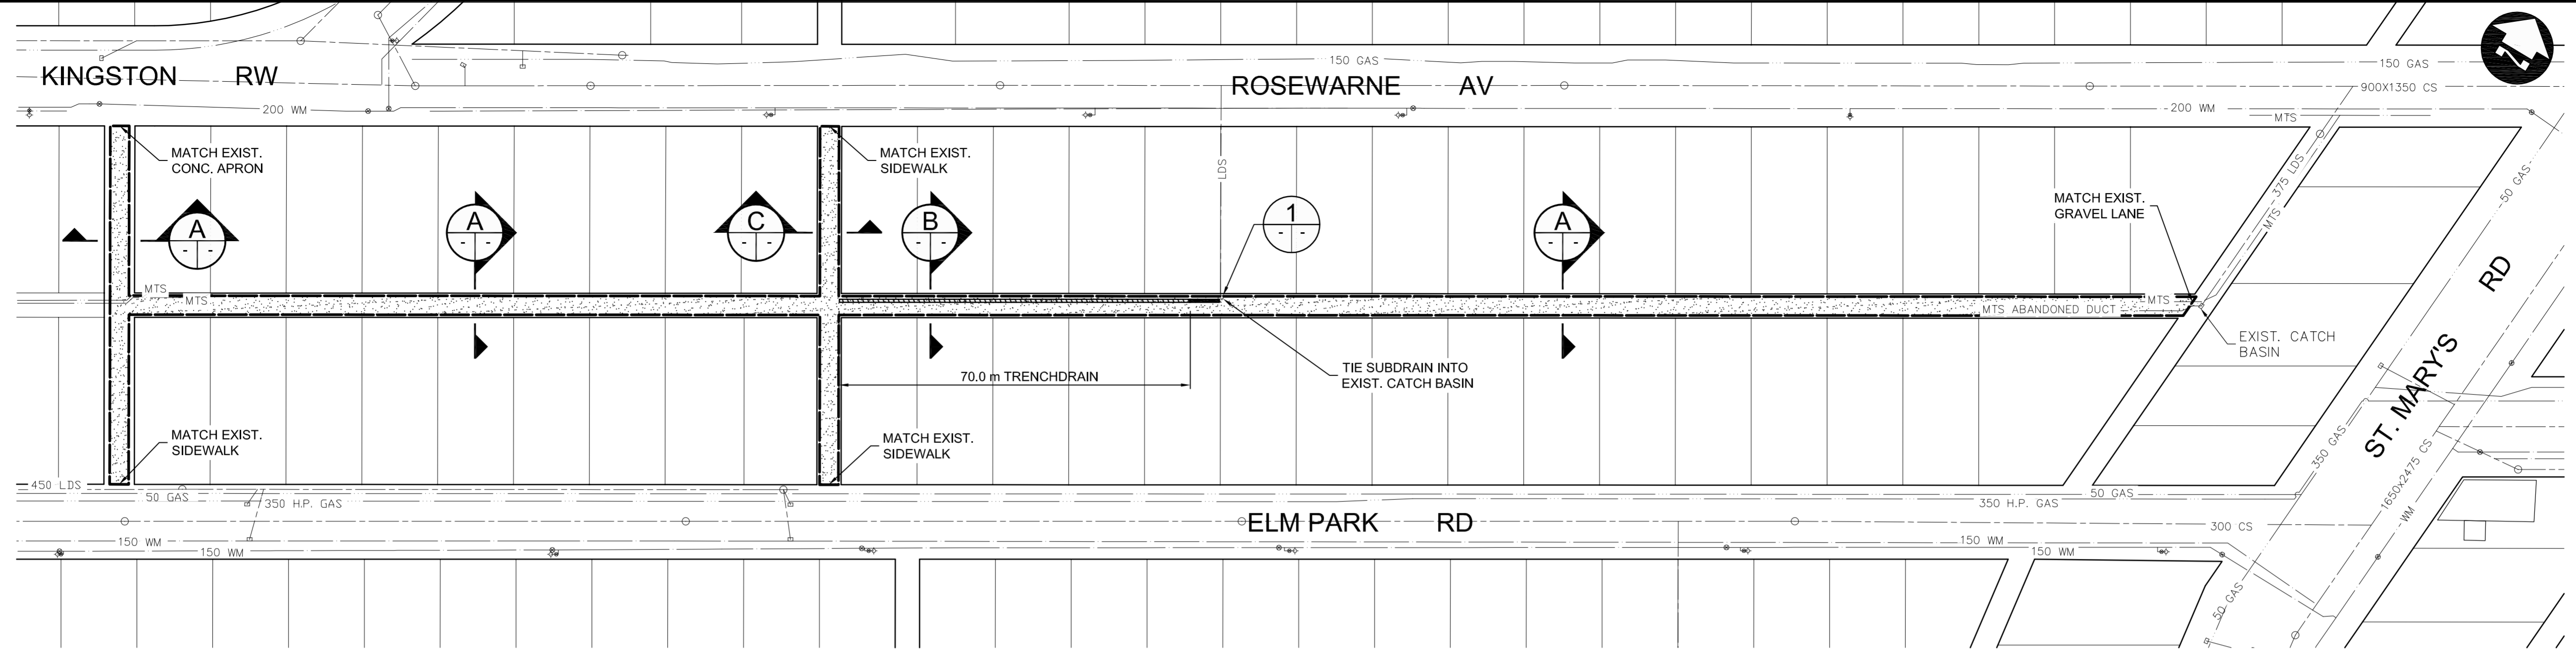 150 GAS
150 GAS
KINGSTON RW
ROSEWARNE AV
900X1350 CS
200 WM
200 WM
MTS
MATCH EXIST.
CONC. APRON
MATCH EXIST.
SIDEWALK
LDS
375 LDS
MTS
50 GAS
MATCH EXIST.
GRAVEL LANE
A
- -
A
- -
C
- -
B
- -
1
- -
A
- -
MTS
MTS
MTS
MTS ABANDONED DUCT
EXIST. CATCH
BASIN
RD
ST. MARY'S
70.0 m TRENCHDRAIN
TIE SUBDRAIN INTO
EXIST. CATCH BASIN
MATCH EXIST.
SIDEWALK
MATCH EXIST.
SIDEWALK
350 GAS
1650x2475 CS
WM
450 LDS
50 GAS
350 H.P. GAS
50 GAS
350 H.P. GAS
ELM PARK RD
300 CS
150 WM
150 WM
150 WM
150 WM
50 GAS
Z